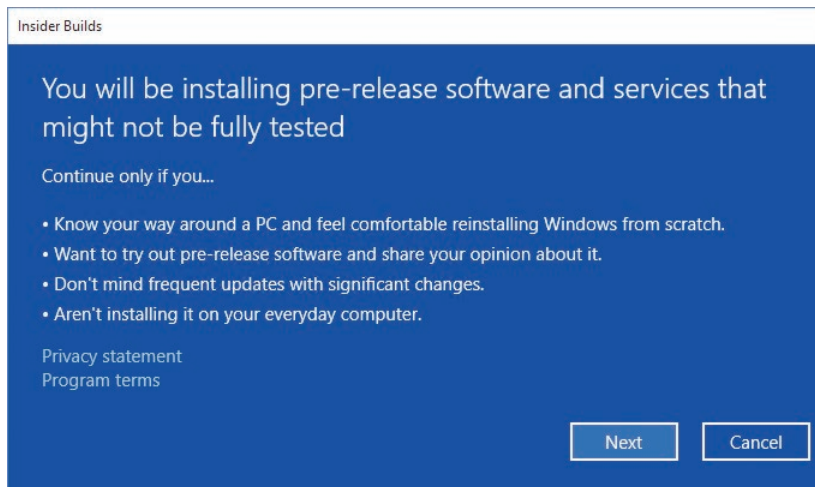 Insider Builds
You will be installing pre-release software and services that
might not be fully tested
Continue only if you...
• Know your way around a PC and feel comfortable reinstalling Windows from scratch.
• Want to try out pre-release software and share your opinion about it.
• Don't mind frequent updates with significant changes.
• Aren't installing it on your everyday computer.
Privacy statement
Program terms
Next Cancel